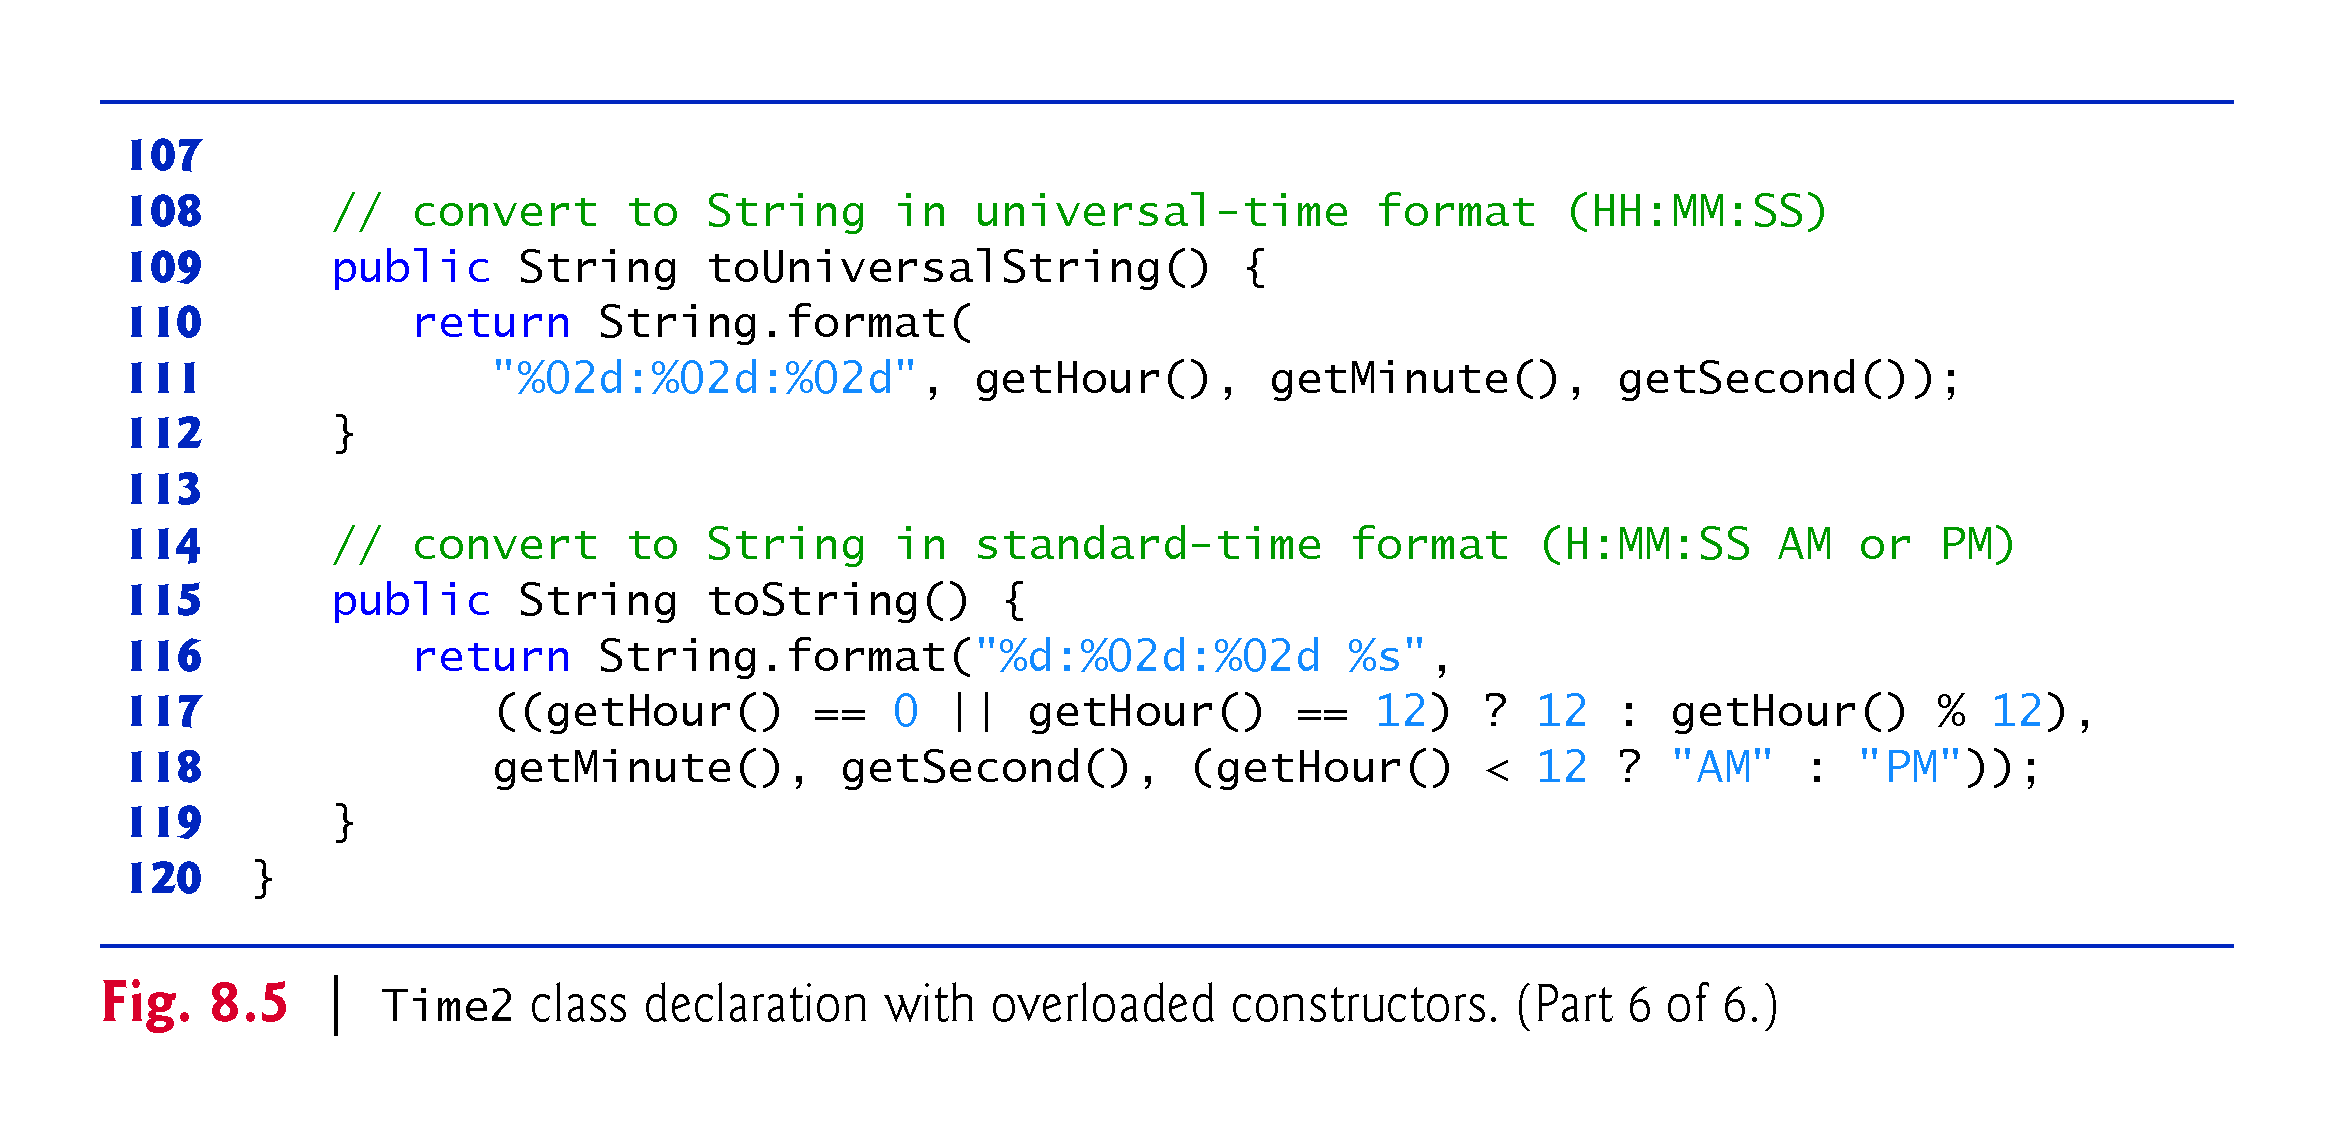 107
108     // convert to String in universal-time format (HH:MM:SS)
109     public String toUniversalString() {
110        return String.format(
111           "%02d:%02d:%02d", getHour(), getMinute(), getSecond());
112     }
113
114     // convert to String in standard-time format (H:MM:SS AM or PM)
115     public String toString() {
116        return String.format("%d:%02d:%02d %s",
117           ((getHour() == 0 || getHour() == 12) ? 12 : getHour() % 12),
118           getMinute(), getSecond(), (getHour() < 12 ? "AM" : "PM"));
119     }
120  }
Fig. 8.5 | Time2 class declaration with overloaded constructors. (Part 6 of 6.)